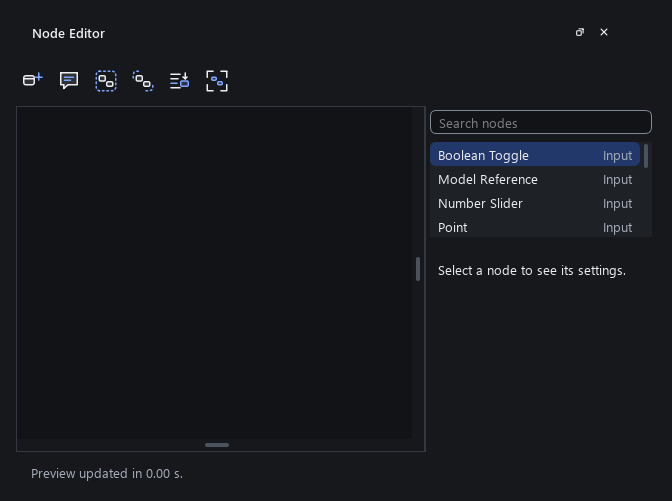 Node Editor
Search nodes
Boolean Toggle Input
Model Reference Input
Number Slider Input
Point Input
Select a node to see its settings.
Preview updated in 0.00 s.